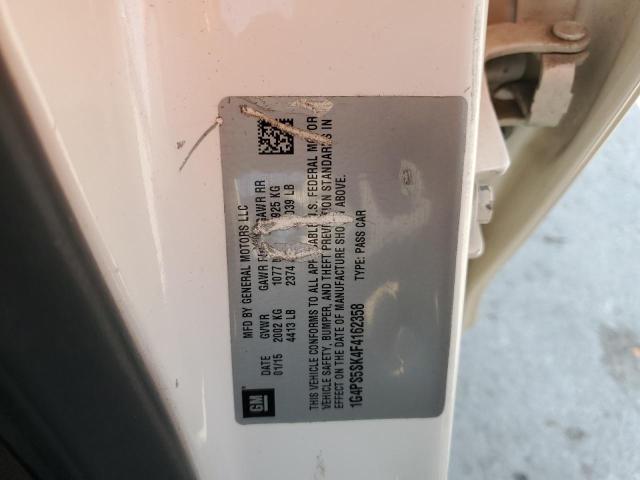 GM
MFD BY GENERAL MOTORS LLC
DATE GVWR GAWR GAWR RR
01/15 2002 KG 1077 925 KG
4413 LB 2374 039 LB
THIS VEHICLE CONFORMS TO ALL APPLICABLE U.S. FEDERAL MOTOR
VEHICLE SAFETY, BUMPER, AND THEFT PREVENTION STANDARDS IN
EFFECT ON THE DATE OF MANUFACTURE SHOWN ABOVE.
1G4PS5SK4F4162358 TYPE: PASS CAR